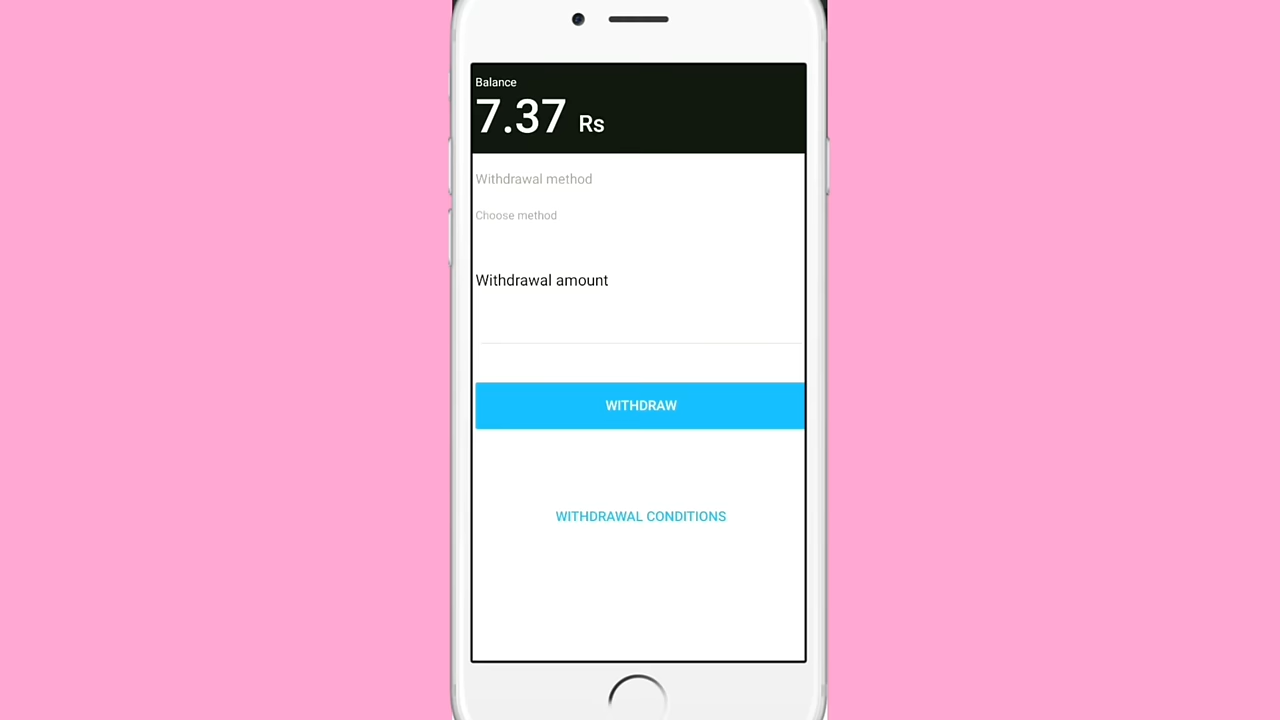 Balance
7.37 Rs
Withdrawal method
Choose method
Withdrawal amount
WITHDRAW
WITHDRAWAL CONDITIONS